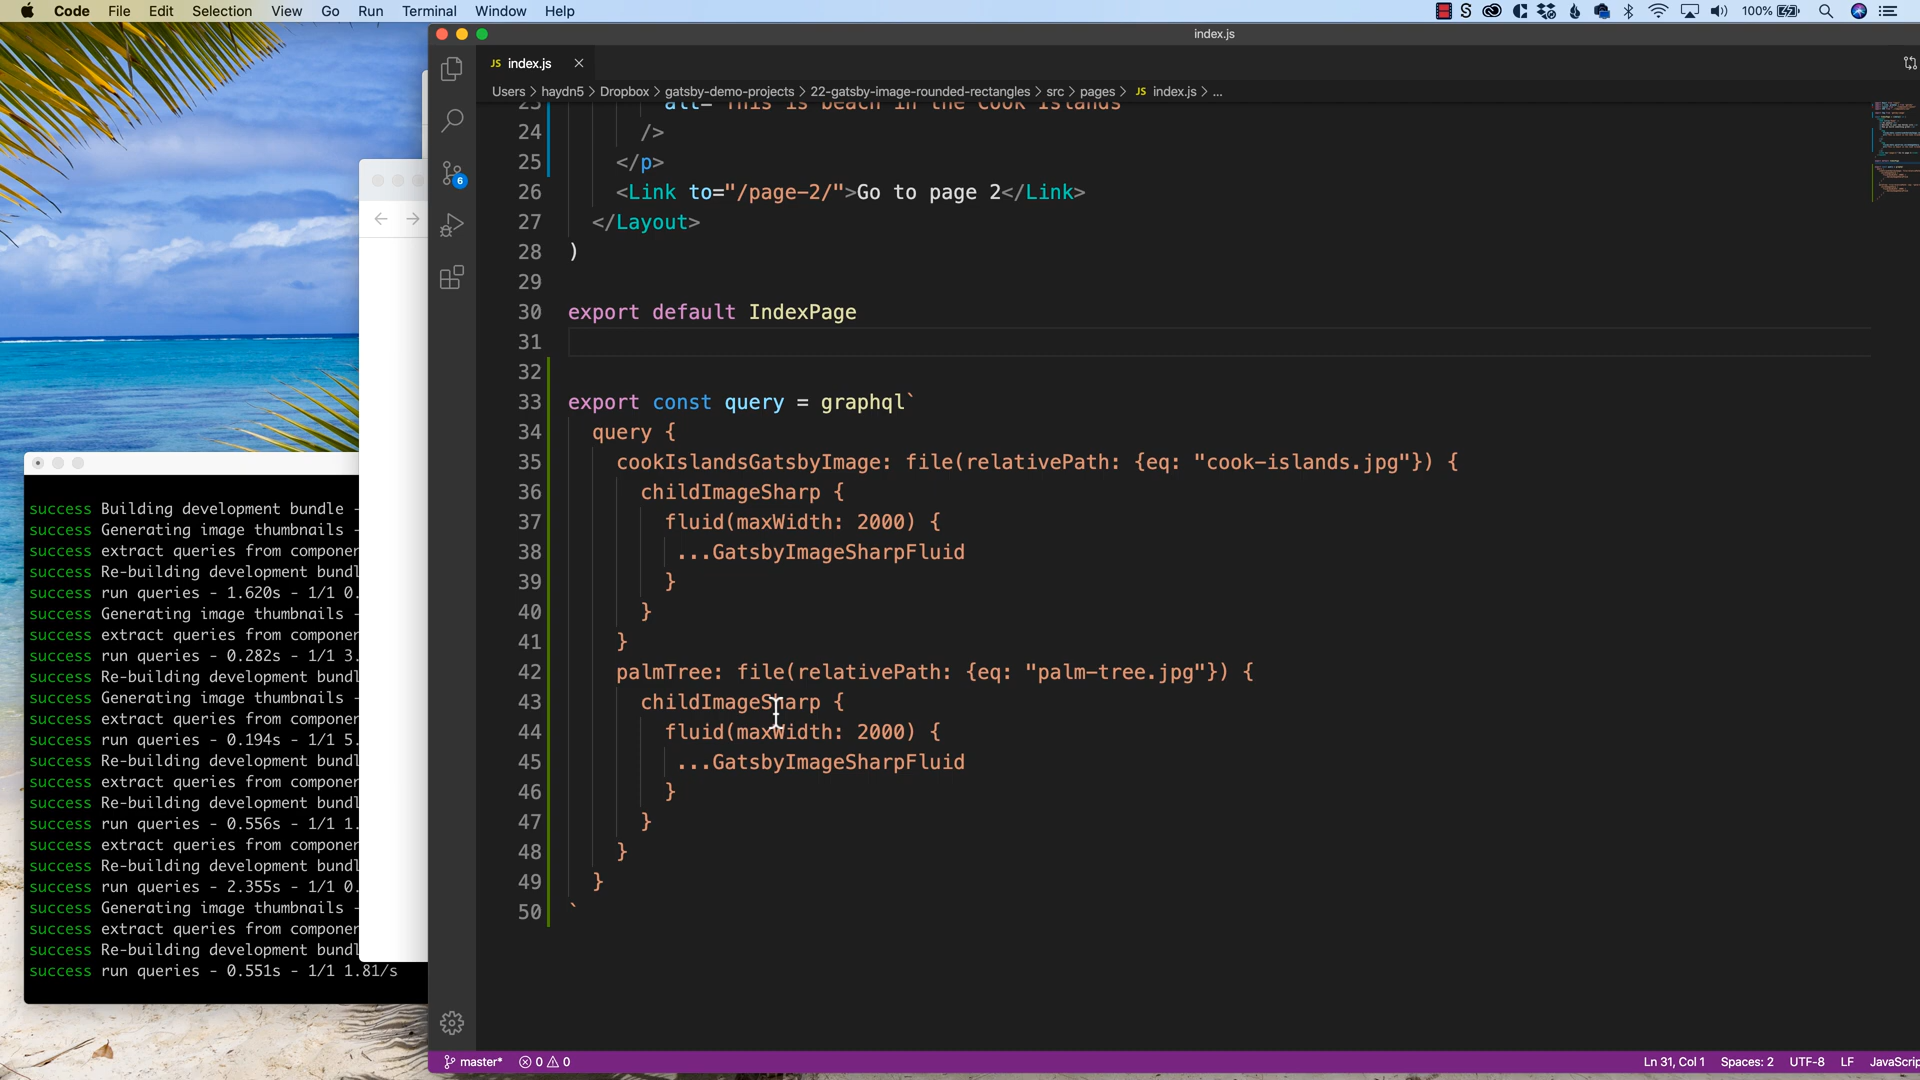 Code File Edit Selection View Go Run Terminal Window Help
100%
index.js
JS index.js
Users > haydn5 > Dropbox > gatsby-demo-projects > 22-gatsby-image-rounded-rectangles > src > pages > JS index.js > ...
23 alt="This is beach in the Cook Islands"
24 />
25 </p>
26 <Link to="/page-2/">Go to page 2</Link>
27 </Layout>
28 )
29
30 export default IndexPage
31
32
33 export const query = graphql`
34 query {
35 cookIslandsGatsbyImage: file(relativePath: {eq: "cook-islands.jpg"}) {
36 childImageSharp {
37 fluid(maxWidth: 2000) {
38 ...GatsbyImageSharpFluid
39 }
40 }
41 }
42 palmTree: file(relativePath: {eq: "palm-tree.jpg"}) {
43 childImageSharp {
44 fluid(maxWidth: 2000) {
45 ...GatsbyImageSharpFluid
46 }
47 }
48 }
49 }
50 `
6
success Building development bundle -
success Generating image thumbnails -
success extract queries from componen
success Re-building development bundl
success run queries - 1.620s - 1/1 0.
success Generating image thumbnails -
success extract queries from componen
success run queries - 0.282s - 1/1 3.
success Re-building development bundl
success Generating image thumbnails -
success extract queries from componen
success run queries - 0.194s - 1/1 5.
success Re-building development bundl
success extract queries from componen
success Re-building development bundl
success run queries - 0.556s - 1/1 1.
success extract queries from componen
success Re-building development bundl
success run queries - 2.355s - 1/1 0.
success Generating image thumbnails -
success extract queries from componen
success Re-building development bundl
success run queries - 0.551s - 1/1 1.81/s
master* 0 0 Ln 31, Col 1 Spaces: 2 UTF-8 LF JavaScrip